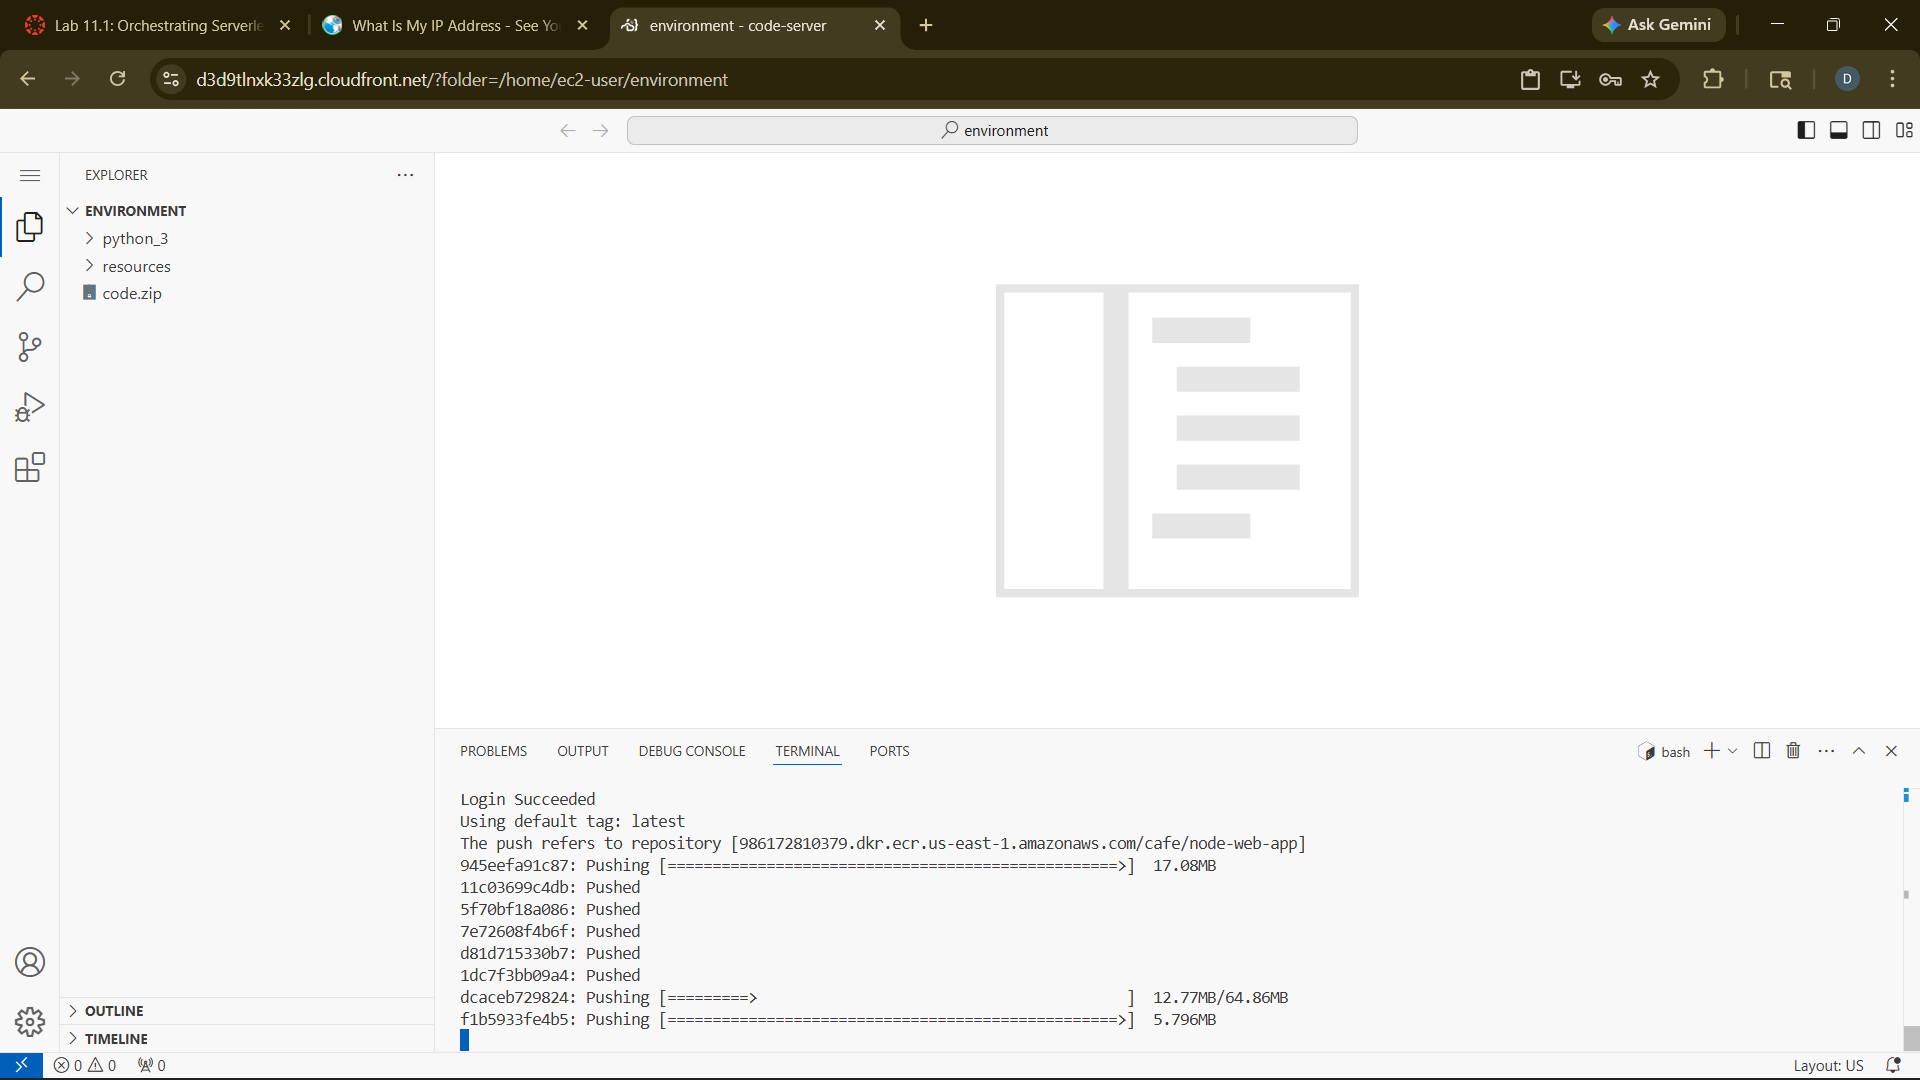 Lab 11.1: Orchestrating Serverle
What Is My IP Address - See Yo
environment - code-server
Ask Gemini
d3d9tlnxk33zlg.cloudfront.net/?folder=/home/ec2-user/environment
D
environment
EXPLORER
ENVIRONMENT
python_3
resources
code.zip
PROBLEMS
OUTPUT
DEBUG CONSOLE
TERMINAL
PORTS
bash
Login Succeeded
Using default tag: latest
The push refers to repository [986172810379.dkr.ecr.us-east-1.amazonaws.com/cafe/node-web-app]
945eefa91c87: Pushing [==================================================>]  17.08MB
11c03699c4db: Pushed
5f70bf18a086: Pushed
7e72608f4b6f: Pushed
d81d715330b7: Pushed
1dc7f3bb09a4: Pushed
dcaceb729824: Pushing [=========>                                         ]  12.77MB/64.86MB
f1b5933fe4b5: Pushing [==================================================>]  5.796MB
OUTLINE
TIMELINE
0 0 0
Layout: US